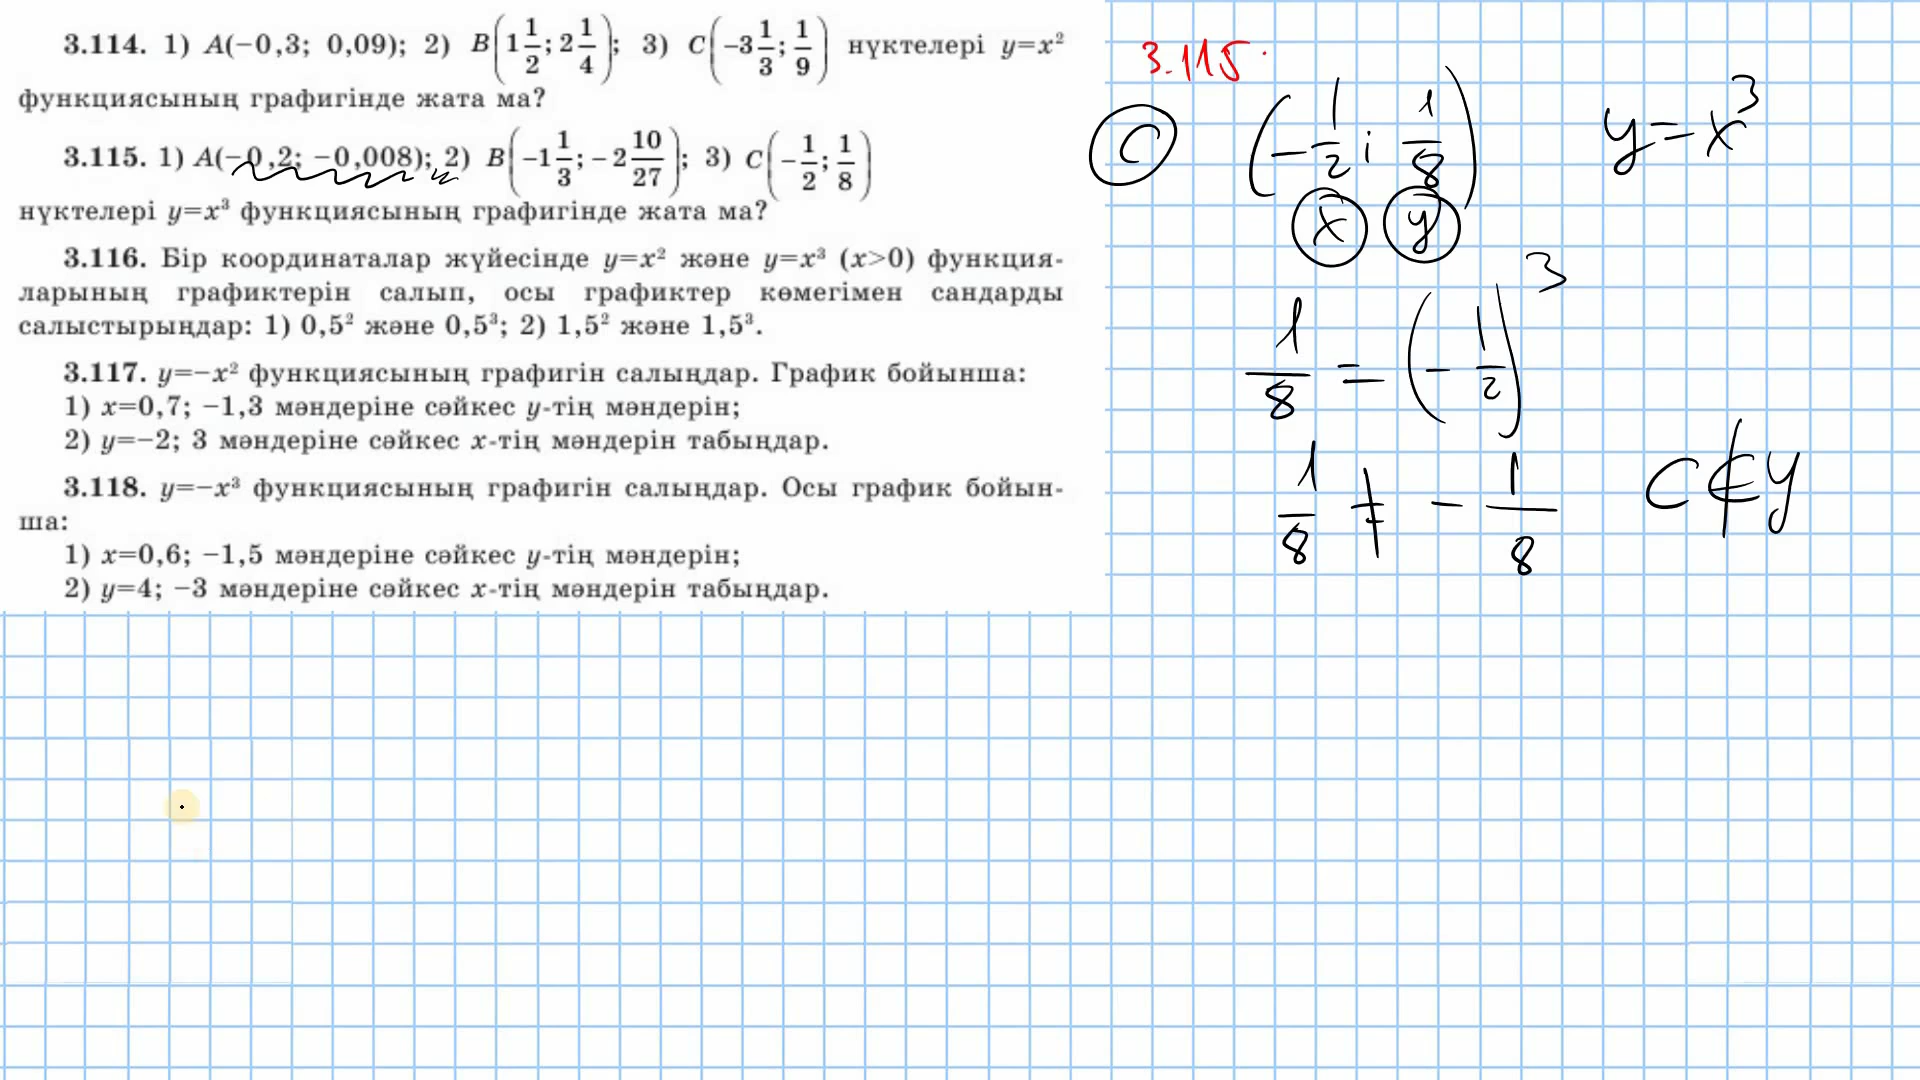 3.114. 1) A(−0,3; 0,09); 2) B(1 1/2; 2 1/4); 3) C(−3 1/3; 1/9) нүктелері y=x²
функциясының графигінде жата ма?
3.115. 1) A(−0,2; −0,008); 2) B(−1 1/3; −2 10/27); 3) C(−1/2; 1/8)
нүктелері y=x³ функциясының графигінде жата ма?
3.116. Бір координаталар жүйесінде y=x² және y=x³ (x>0) функция-
ларының графиктерін салып, осы графиктер көмегімен сандарды
салыстырыңдар: 1) 0,5² және 0,5³; 2) 1,5² және 1,5³.
3.117. y=−x² функциясының графигін салыңдар. График бойынша:
1) x=0,7; −1,3 мәндеріне сәйкес y-тің мәндерін;
2) y=−2; 3 мәндеріне сәйкес x-тің мәндерін табыңдар.
3.118. y=−x³ функциясының графигін салыңдар. Осы график бойын-
ша:
1) x=0,6; −1,5 мәндеріне сәйкес y-тің мәндерін;
2) y=4; −3 мәндеріне сәйкес x-тің мәндерін табыңдар.
3.115.
C (−1/2; 1/8) y=x³
x y
1/8 = (−1/2)³
1/8 ≠ −1/8 C∉y